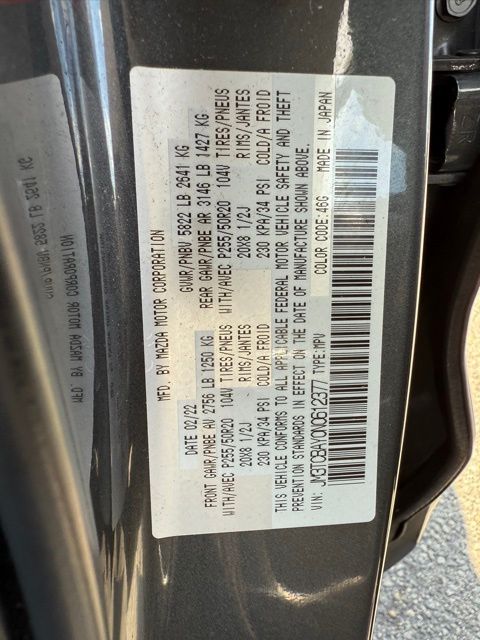 MFD. BY MAZDA MOTOR CORPORATION
DATE 02/22 GVWR/PNBV 5822 LB 2641 KG
FRONT GAWR/PNBE AV 2756 LB 1250 KG REAR GAWR/PNBE AR 3146 LB 1427 KG
WITH/AVEC P255/50R20 104V TIRES/PNEUS WITH/AVEC P255/50R20 104V TIRES/PNEUS
20X8 1/2J RIMS/JANTES 20X8 1/2J RIMS/JANTES
230 KPA/34 PSI COLD/A FROID 230 KPA/34 PSI COLD/A FROID
THIS VEHICLE CONFORMS TO ALL APPLICABLE FEDERAL MOTOR VEHICLE SAFETY AND THEFT
PREVENTION STANDARDS IN EFFECT ON THE DATE OF MANUFACTURE SHOWN ABOVE.
VIN: JM3TCBAY0N0612377 TYPE:MPV COLOR CODE:46G MADE IN JAPAN